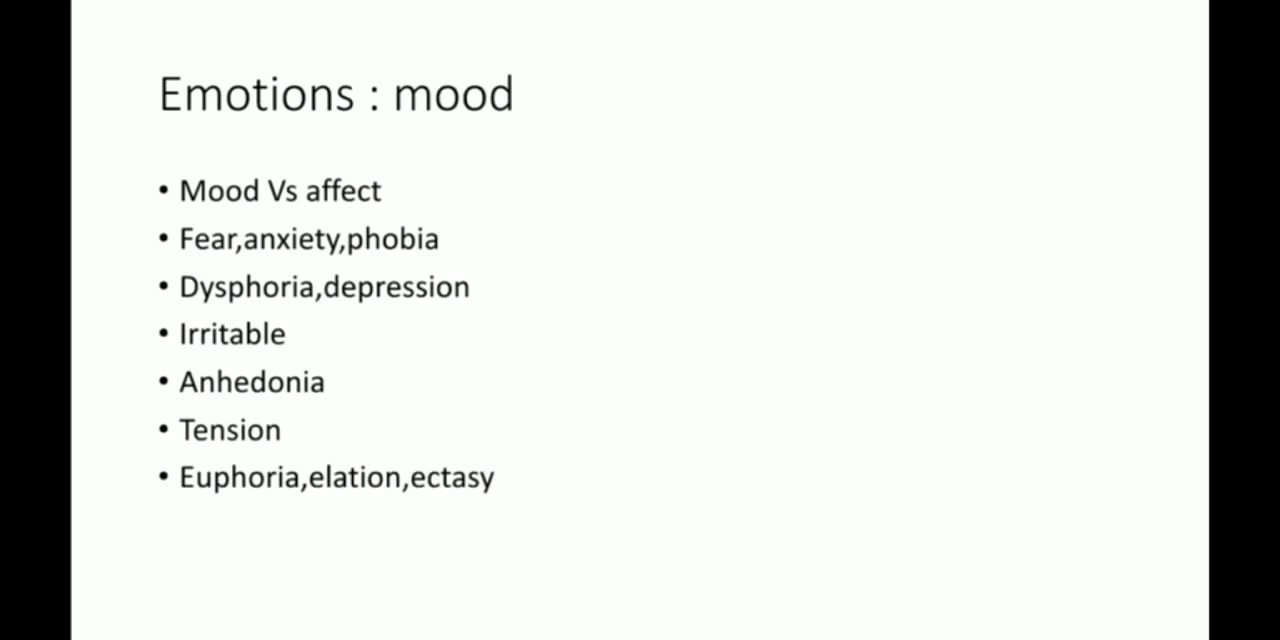 Emotions : mood
• Mood Vs affect
• Fear,anxiety,phobia
• Dysphoria,depression
• Irritable
• Anhedonia
• Tension
• Euphoria,elation,ectasy